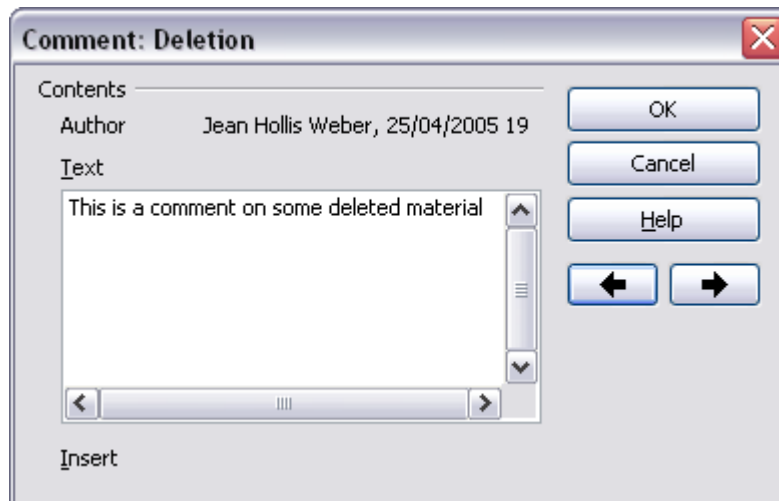 Comment: Deletion
Contents
Author Jean Hollis Weber, 25/04/2005 19
Text
This is a comment on some deleted material
Insert
OK
Cancel
Help